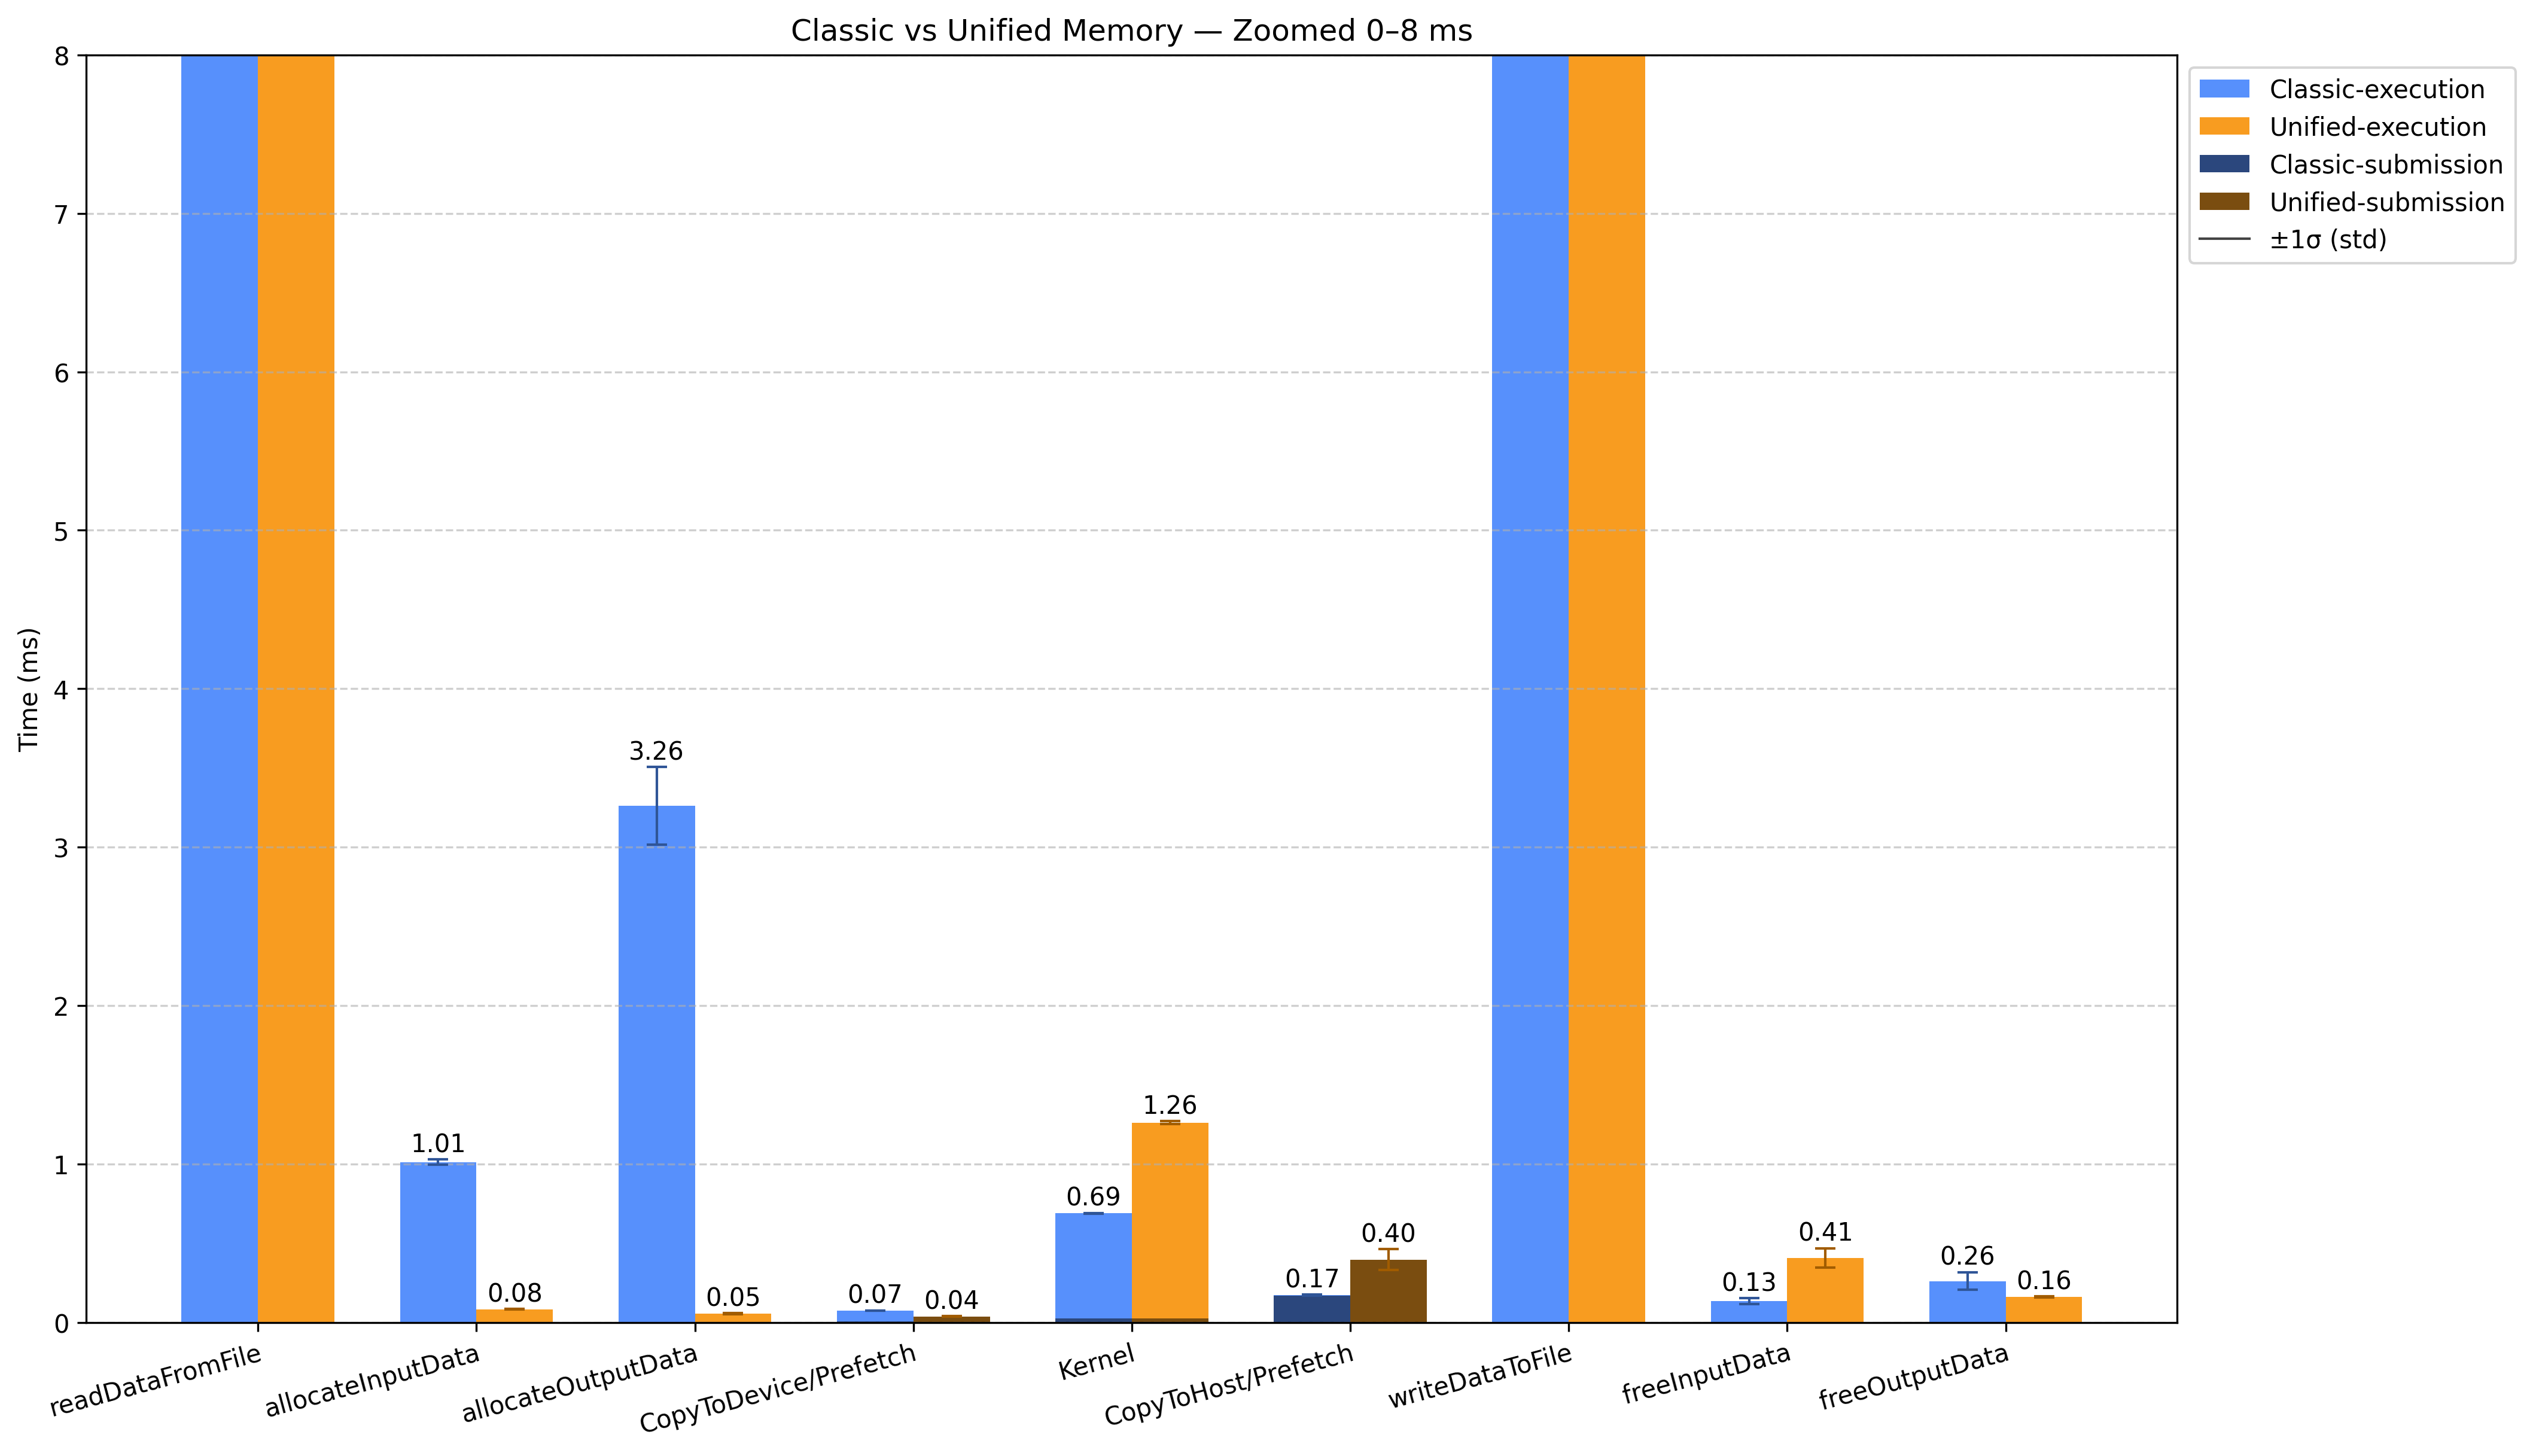 Classic vs Unified Memory — Zoomed 0–8 ms
Time (ms)
8
7
6
5
4
3
2
1
0
1.01
0.08
3.26
0.05
0.07
0.04
0.69
1.26
0.17
0.40
0.13
0.41
0.26
0.16
readDataFromFile
allocateInputData
allocateOutputData
CopyToDevice/Prefetch
Kernel
CopyToHost/Prefetch
writeDataToFile
freeInputData
freeOutputData
Classic-execution
Unified-execution
Classic-submission
Unified-submission
±1σ (std)